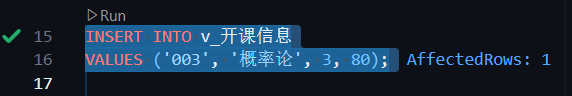 Run
15 INSERT INTO v_开课信息
16 VALUES ('003', '概率论', 3, 80); AffectedRows: 1
17